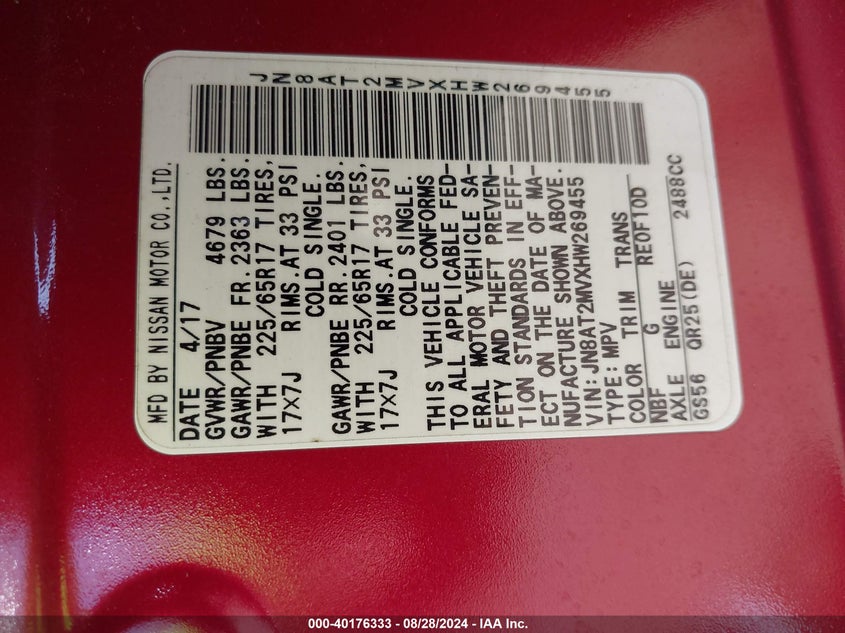 MFD BY NISSAN MOTOR CO.,LTD.
DATE 4/17
GVWR/PNBV 4679 LBS.
GAWR/PNBE FR. 2363 LBS.
WITH 225/65R17 TIRES,
17X7J RIMS.AT 33 PSI
COLD SINGLE.
GAWR/PNBE RR. 2401 LBS.
WITH 225/65R17 TIRES,
17X7J RIMS.AT 33 PSI
COLD SINGLE.
THIS VEHICLE CONFORMS
TO ALL APPLICABLE FED-
ERAL MOTOR VEHICLE SA-
FETY AND THEFT PREVEN-
TION STANDARDS IN EFF-
ECT ON THE DATE OF MA-
NUFACTURE SHOWN ABOVE.
VIN:JN8AT2MVXHW269455
TYPE:MPV
COLOR TRIM TRANS
NBF G RE0F10D
AXLE ENGINE
GS56 QR25(DE) 2488CC
JN8AT2MVXHW269455
000-40176333 - 08/28/2024 - IAA Inc.